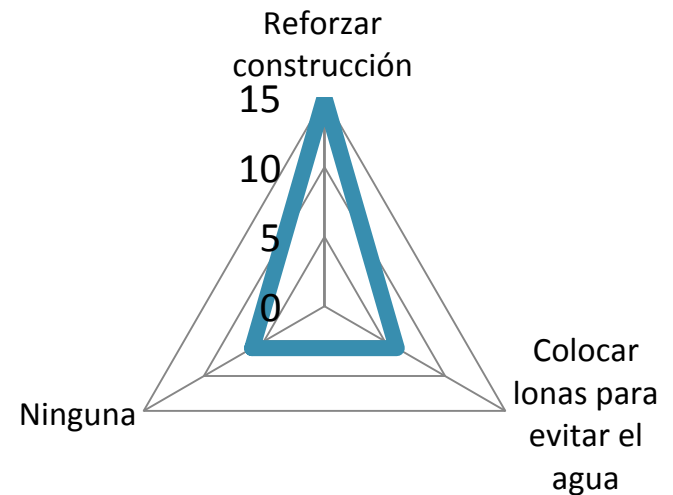 Reforzar
construcción
15
10
5
0
Ninguna
Colocar
lonas para
evitar el
agua